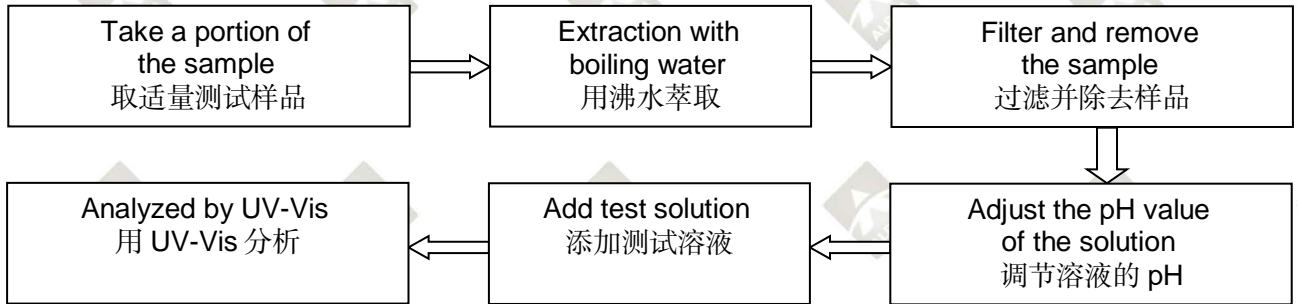 Take a portion of
the sample
取适量测试样品
Extraction with
boiling water
用沸水萃取
Filter and remove
the sample
过滤并除去样品
Adjust the pH value
of the solution
调节溶液的 pH
Add test solution
添加测试溶液
Analyzed by UV-Vis
用 UV-Vis 分析